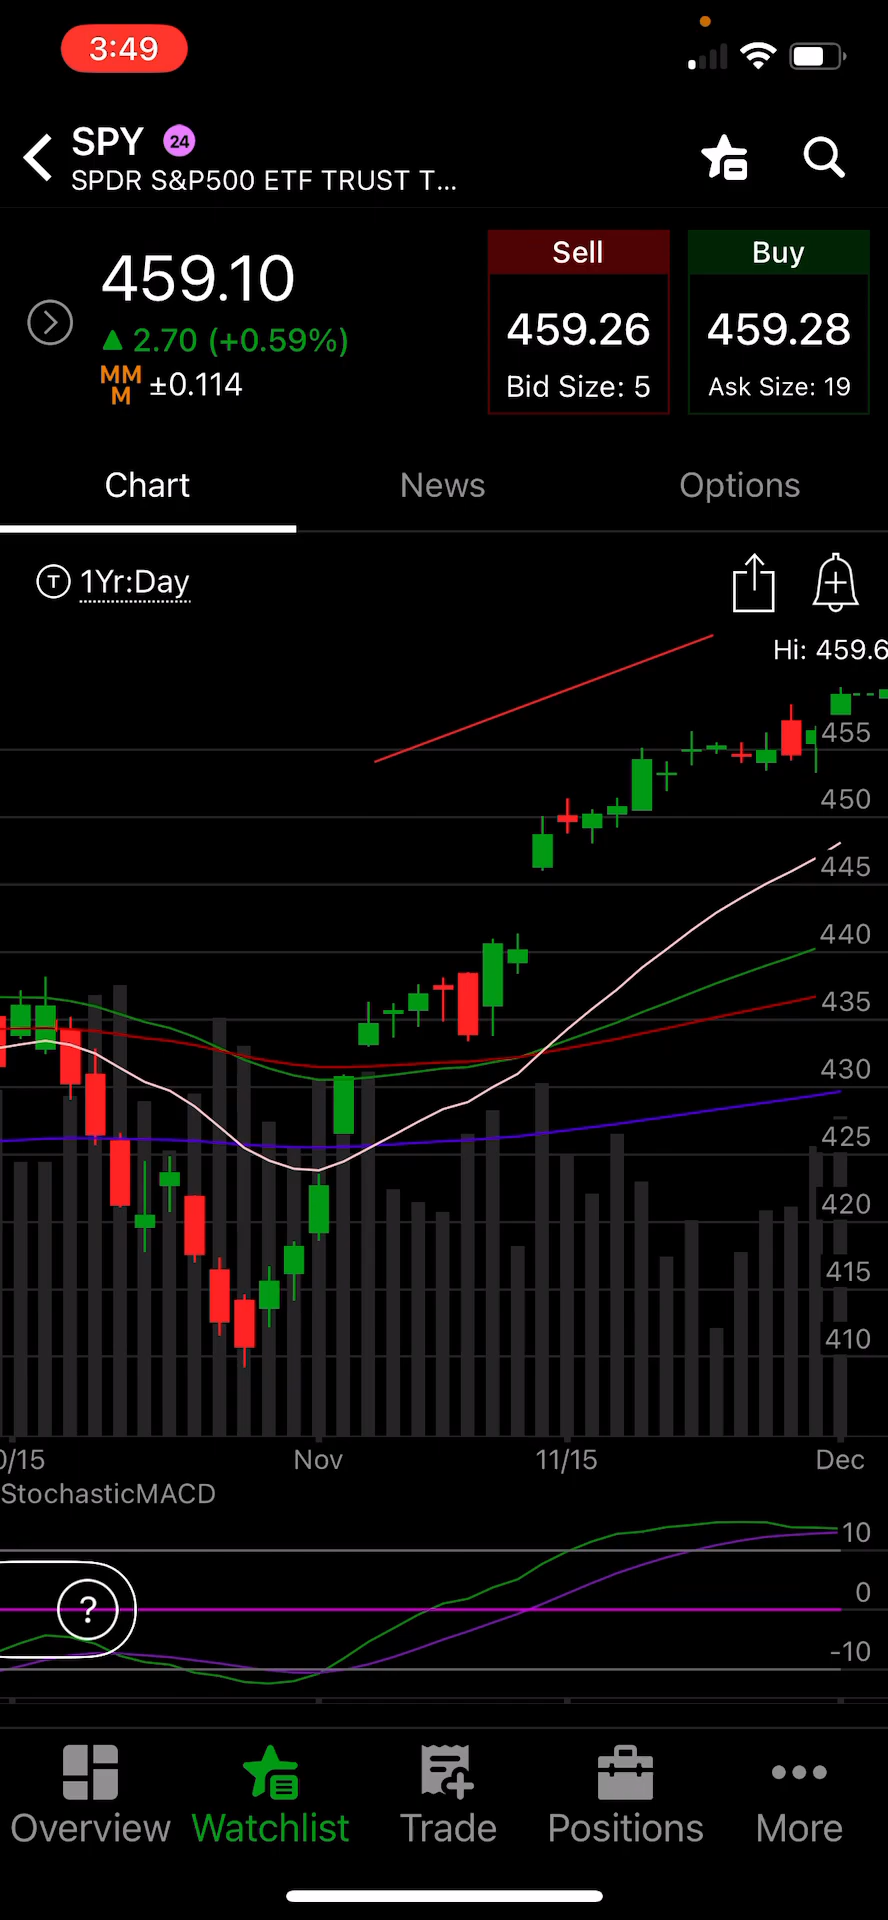 3:49
SPY 24
SPDR S&P500 ETF TRUST T...
459.10
2.70 (+0.59%)
MM
M ±0.114
Sell
459.26
Bid Size: 5
Buy
459.28
Ask Size: 19
Chart
News
Options
T 1Yr:Day
Hi: 459.6
455
450
445
440
435
430
425
420
415
410
0/15
Nov
11/15
Dec
StochasticMACD
10
0
-10
?
Overview
Watchlist
Trade
Positions
More